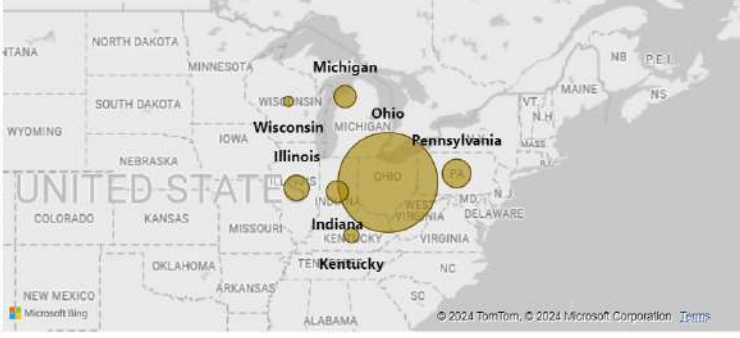 NORTH DAKOTA
MINNESOTA
NB
P.E.I.
NTANA
Michigan
MAINE
NS
SOUTH DAKOTA
WISCONSIN
VT.
N.H.
WYOMING
Wisconsin
MICHIGAN
Ohio
IOWA
Pennsylvania
MASS
NEBRASKA
Illinois
OHIO
PA
UNITED STATES
MD.
N J
DELAWARE
COLORADO
KANSAS
MISSOURI
Indiana
WEST
VIRGINIA
KENTUCKY
VIRGINIA
OKLAHOMA
Kentucky
NC
NEW MEXICO
ARKANSAS
SC
Microsoft Bing
ALABAMA
© 2024 TomTom, © 2024 Microsoft Corporation Terms